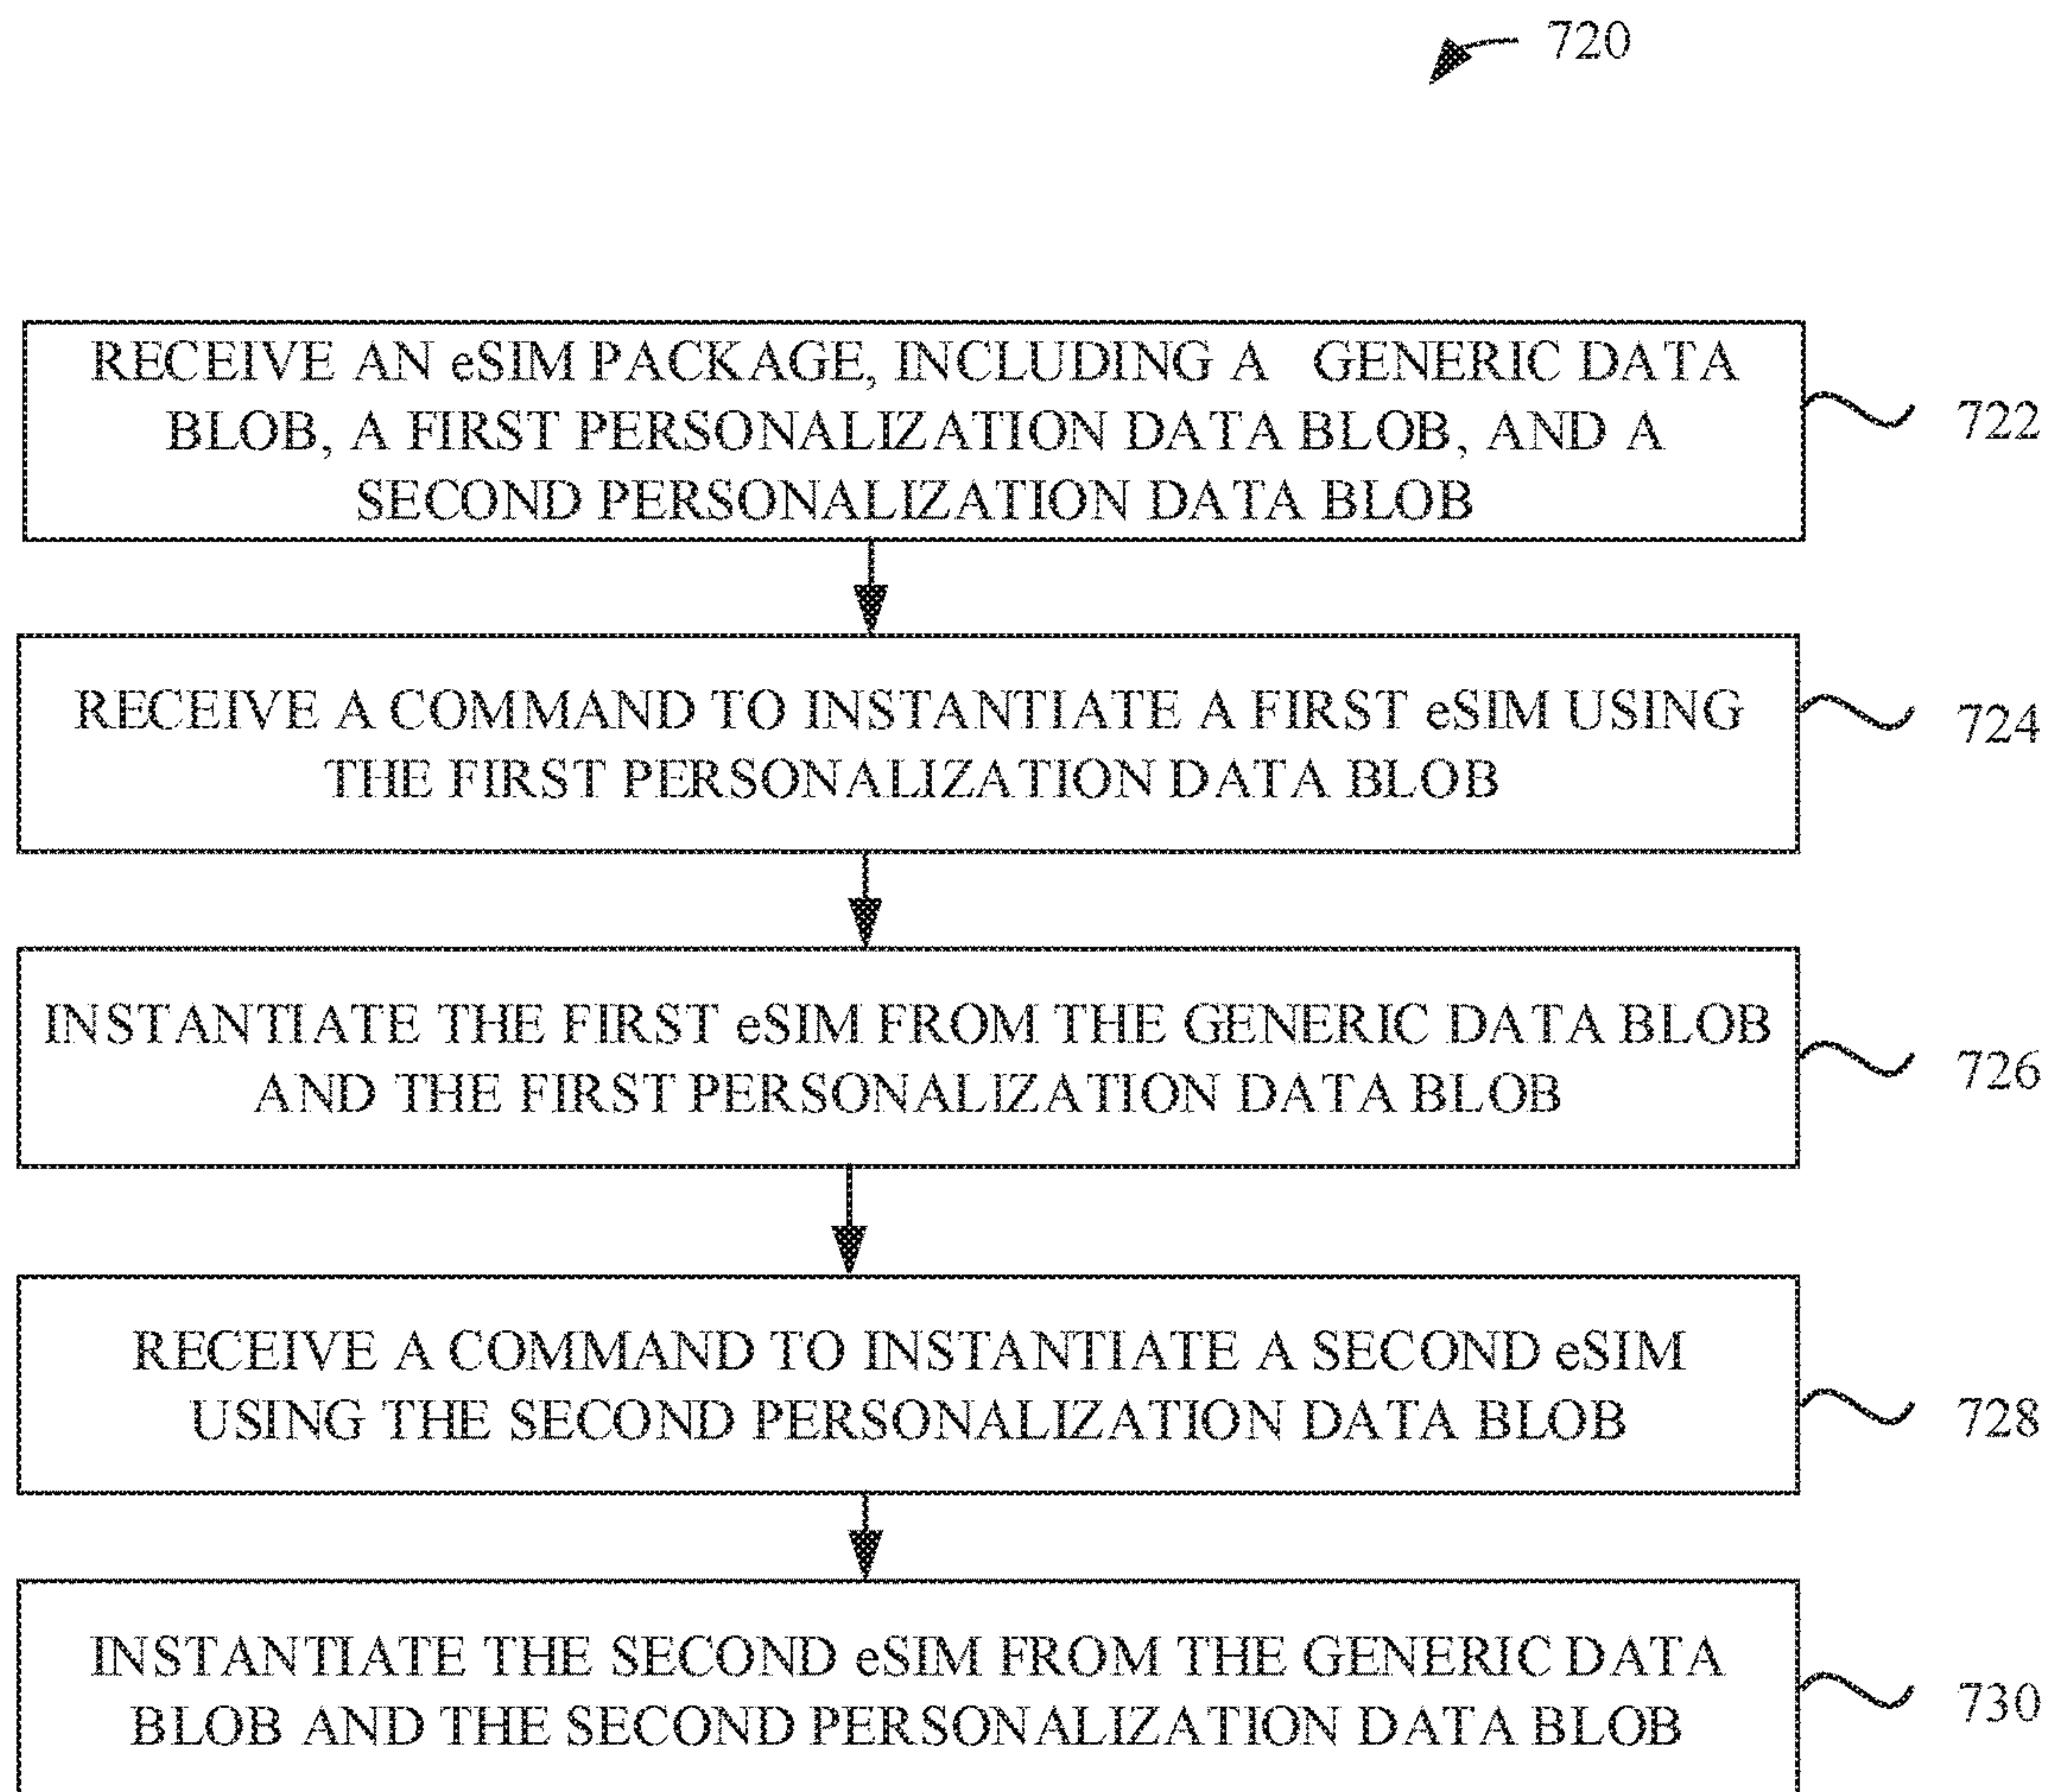 720
RECEIVE AN eSIM PACKAGE, INCLUDING A GENERIC DATA
BLOB, A FIRST PERSONALIZATION DATA BLOB, AND A
SECOND PERSONALIZATION DATA BLOB
722
RECEIVE A COMMAND TO INSTANTIATE A FIRST eSIM USING
THE FIRST PERSONALIZATION DATA BLOB
724
INSTANTIATE THE FIRST eSIM FROM THE GENERIC DATA BLOB
AND THE FIRST PERSONALIZATION DATA BLOB
726
RECEIVE A COMMAND TO INSTANTIATE A SECOND eSIM
USING THE SECOND PERSONALIZATION DATA BLOB
728
INSTANTIATE THE SECOND eSIM FROM THE GENERIC DATA
BLOB AND THE SECOND PERSONALIZATION DATA BLOB
730